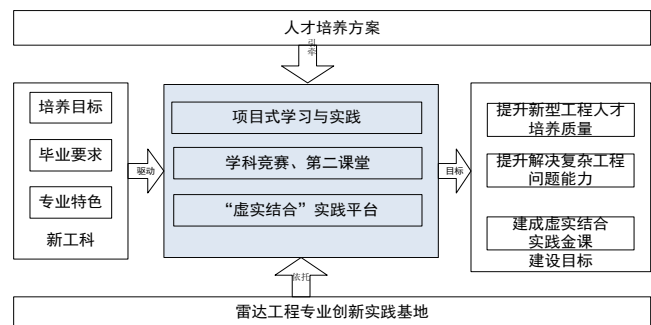 人才培养方案
引
牵
培养目标
毕业要求
专业特色
新工科
驱动
项目式学习与实践
学科竞赛、第二课堂
“虚实结合”实践平台
目标
提升新型工程人才
培养质量
提升解决复杂工程
问题能力
建成虚实结合
实践金课
建设目标
依托
雷达工程专业创新实践基地